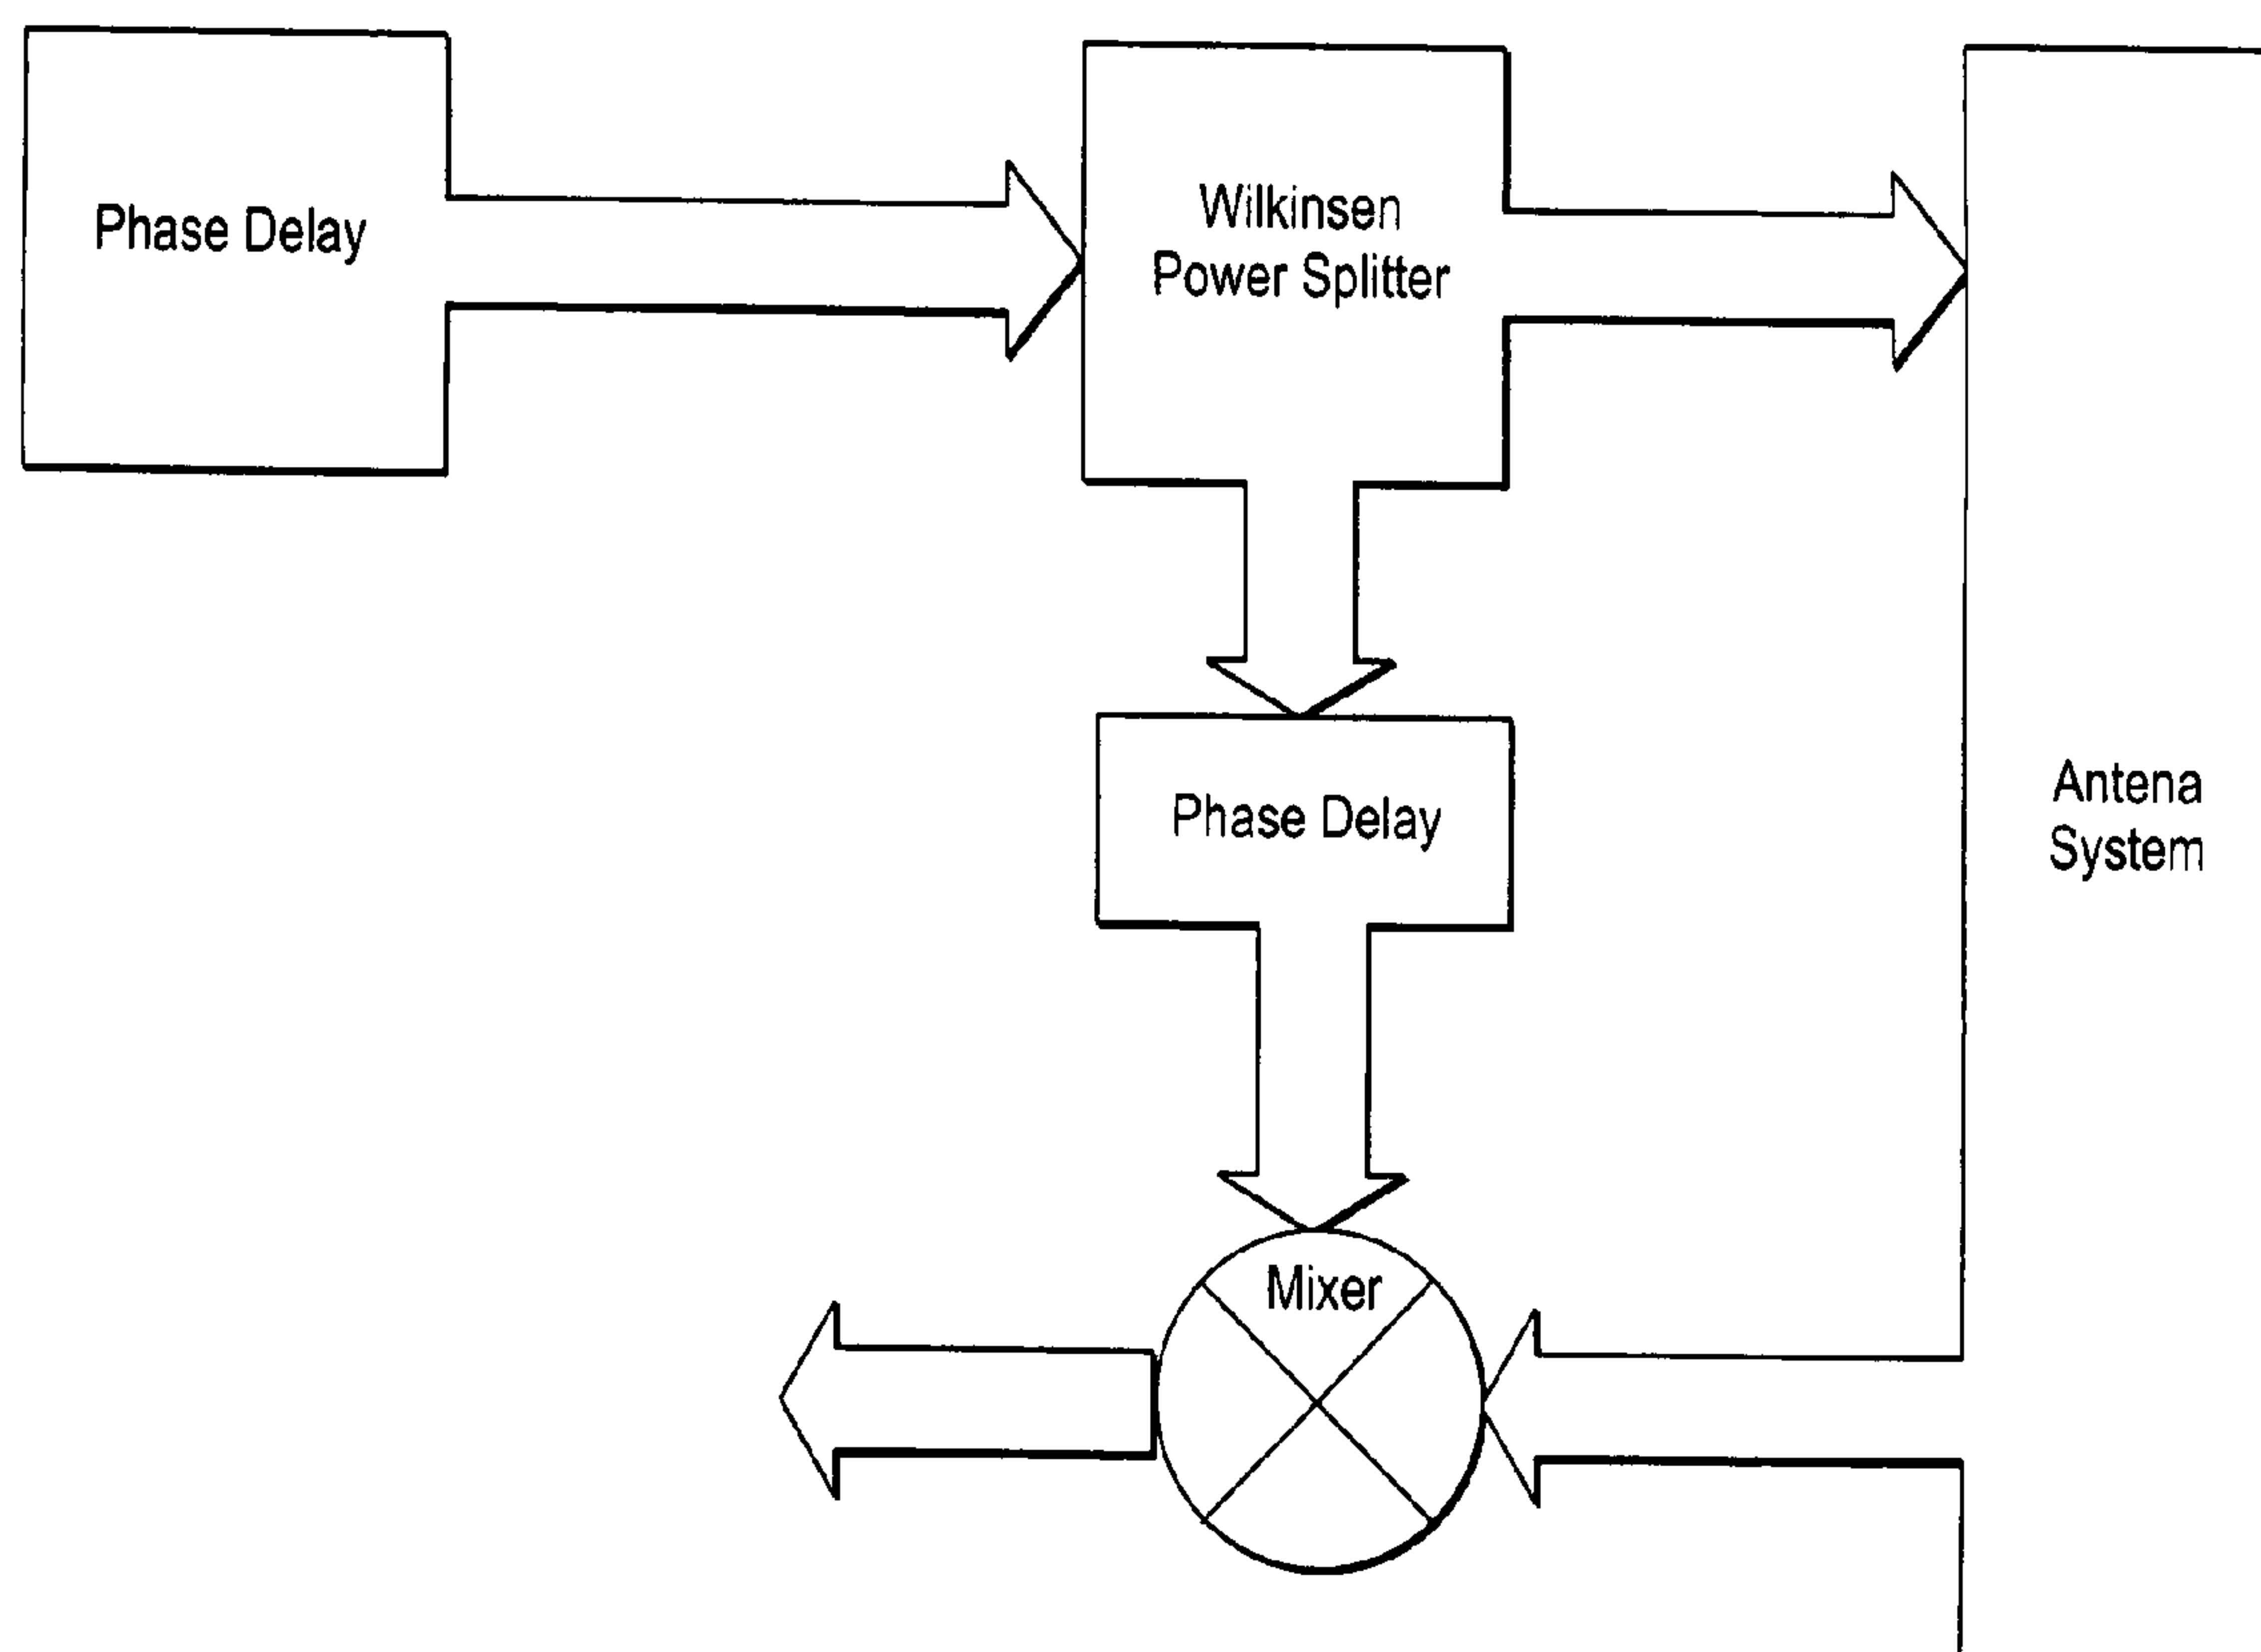 Phase Delay
Wilkinsen
Power Splitter
Antena
System
Phase Delay
Mixer